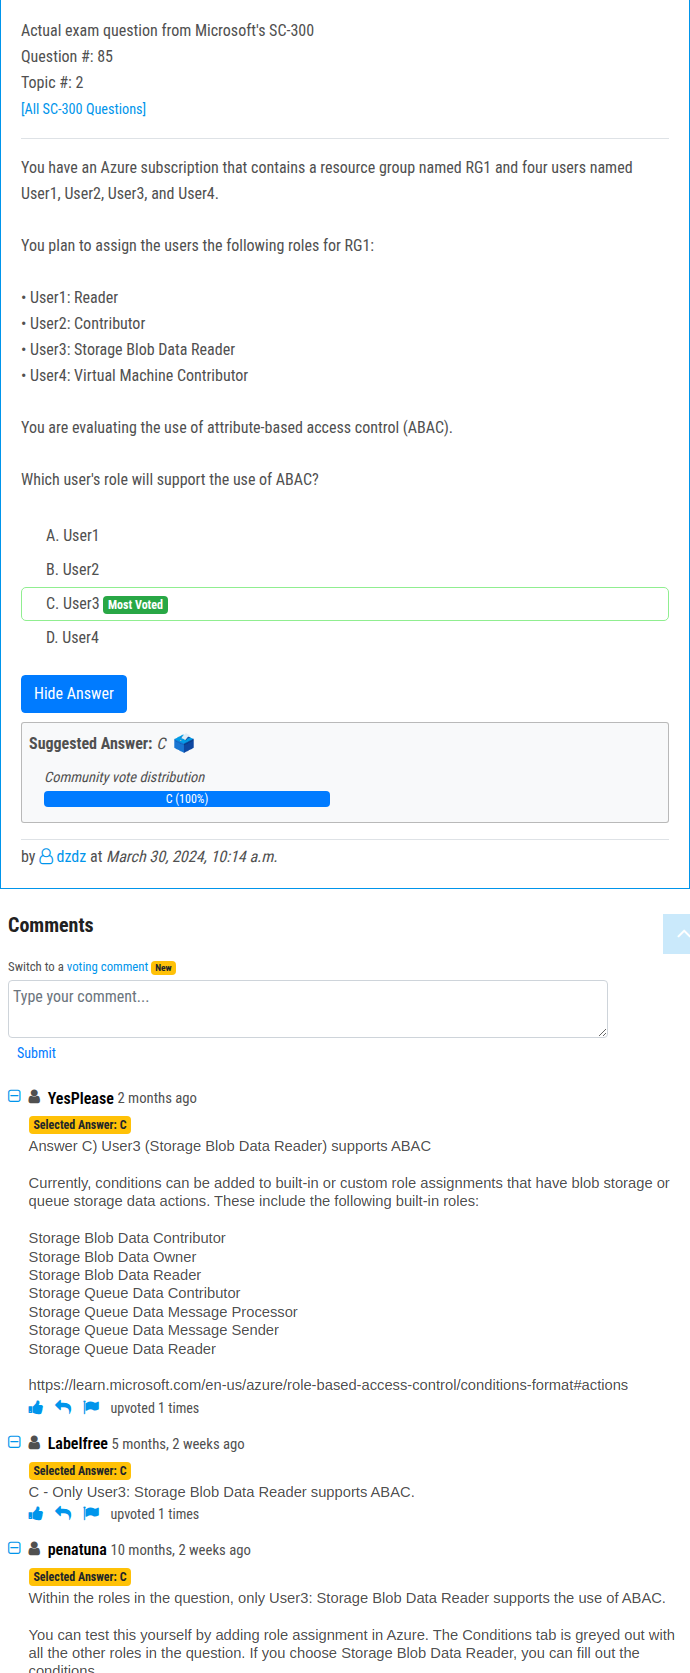 Actual exam question from Microsoft's SC-300
Question #: 85
Topic #: 2
[All SC-300 Questions]
You have an Azure subscription that contains a resource group named RG1 and four users named
User1, User2, User3, and User4.
You plan to assign the users the following roles for RG1:
• User1: Reader
• User2: Contributor
• User3: Storage Blob Data Reader
• User4: Virtual Machine Contributor
You are evaluating the use of attribute-based access control (ABAC).
Which user's role will support the use of ABAC?
A. User1
B. User2
C. User3 Most Voted
D. User4
Hide Answer
Suggested Answer: C
Community vote distribution
C (100%)
by dzdz at March 30, 2024, 10:14 a.m.
Comments
Switch to a voting comment New
Type your comment...
Submit
YesPlease 2 months ago
Selected Answer: C
Answer C) User3 (Storage Blob Data Reader) supports ABAC
Currently, conditions can be added to built-in or custom role assignments that have blob storage or
queue storage data actions. These include the following built-in roles:
Storage Blob Data Contributor
Storage Blob Data Owner
Storage Blob Data Reader
Storage Queue Data Contributor
Storage Queue Data Message Processor
Storage Queue Data Message Sender
Storage Queue Data Reader
https://learn.microsoft.com/en-us/azure/role-based-access-control/conditions-format#actions
upvoted 1 times
Labelfree 5 months, 2 weeks ago
Selected Answer: C
C - Only User3: Storage Blob Data Reader supports ABAC.
upvoted 1 times
penatuna 10 months, 2 weeks ago
Selected Answer: C
Within the roles in the question, only User3: Storage Blob Data Reader supports the use of ABAC.
You can test this yourself by adding role assignment in Azure. The Conditions tab is greyed out with
all the other roles in the question. If you choose Storage Blob Data Reader, you can fill out the
conditions.